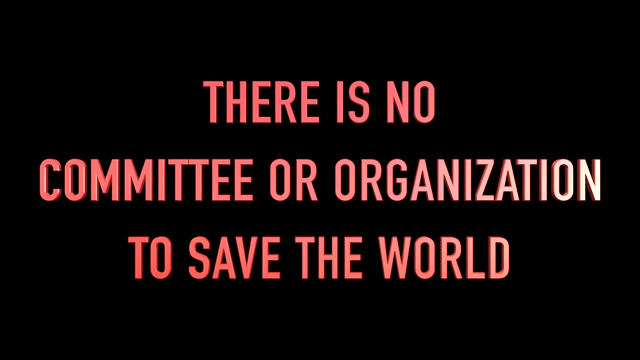 THERE IS NO
COMMITTEE OR ORGANIZATION
TO SAVE THE WORLD